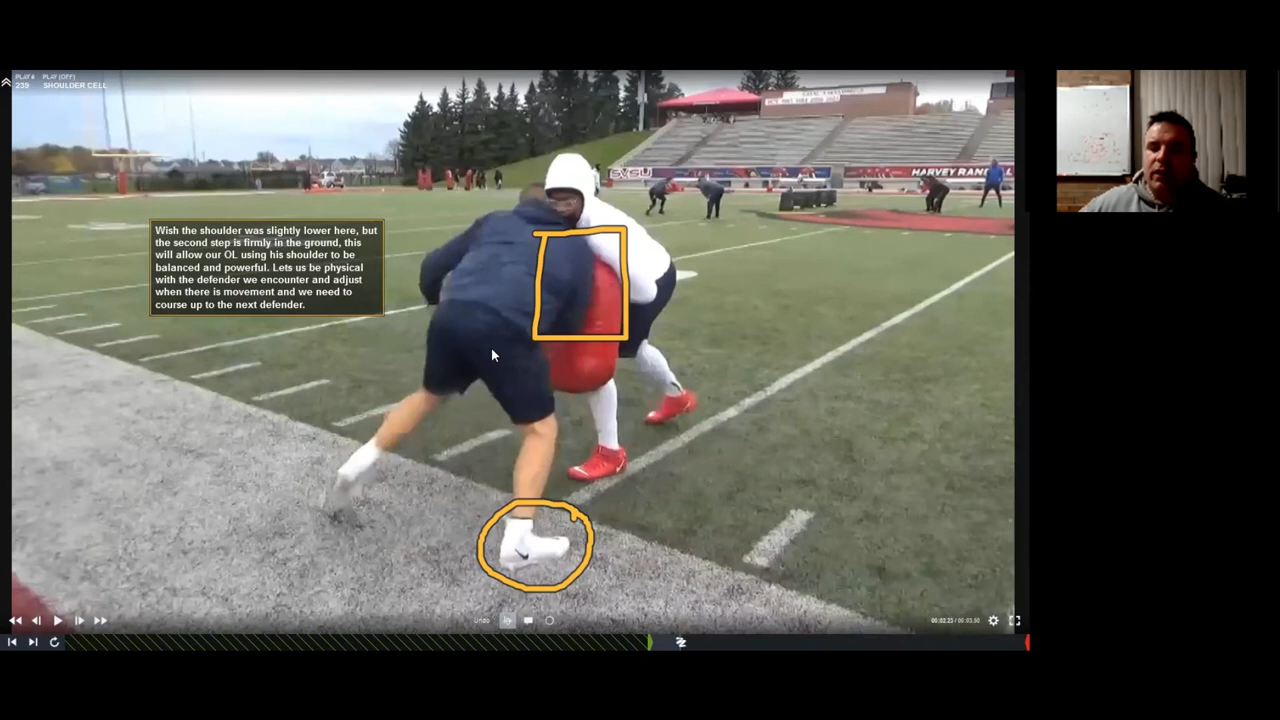 PLAY # PLAY (OFF)
239 SHOULDER CELL
SVSU
HARVEY RAND
Wish the shoulder was slightly lower here, but
the second step is firmly in the ground, this
will allow our OL using his shoulder to be
balanced and powerful. Lets us be physical
with the defender we encounter and adjust
when there is movement and we need to
course up to the next defender.
Undo